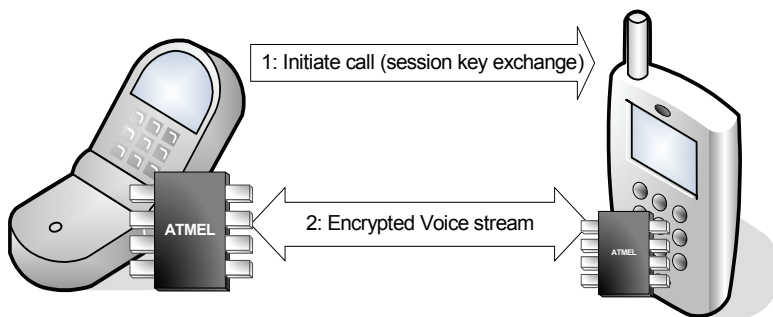 1: Initiate call (session key exchange)
2: Encrypted Voice stream
ATMEL
ATMEL